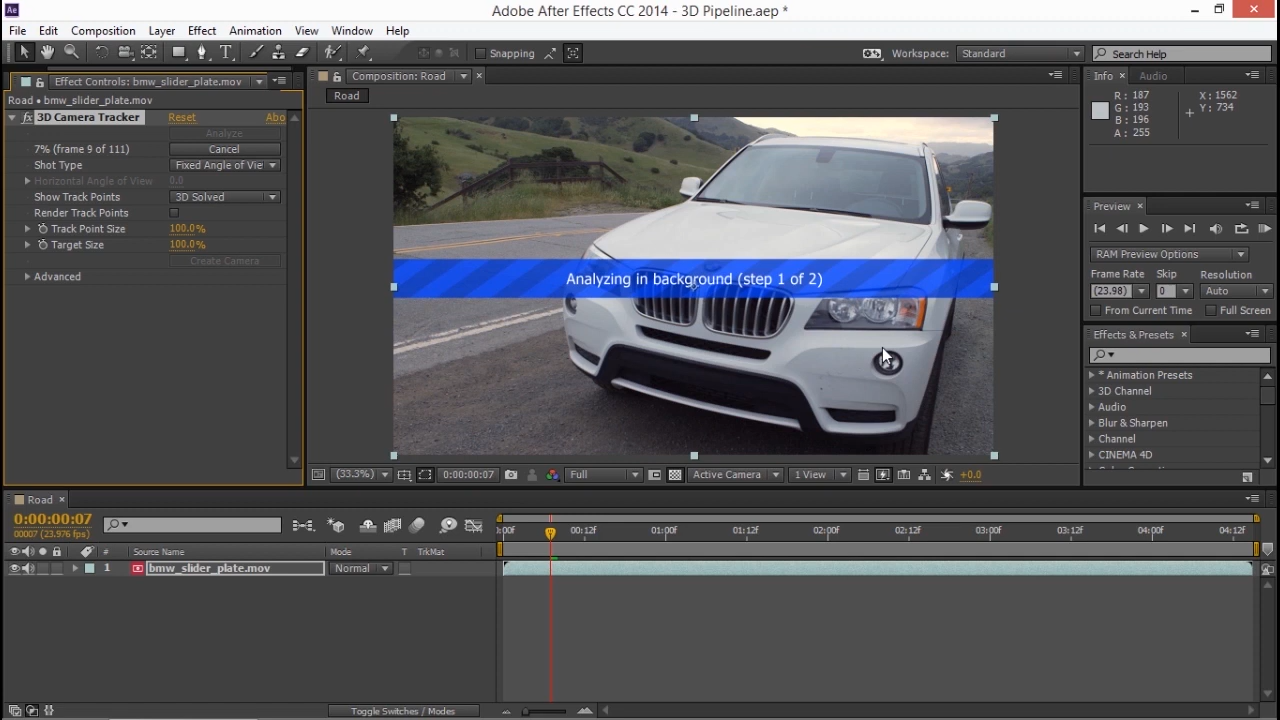 Ae
Adobe After Effects CC 2014 - 3D Pipeline.aep *
File Edit Composition Layer Effect Animation View Window Help
Snapping
Workspace: Standard
Search Help
Effect Controls: bmw_slider_plate.mov
Road • bmw_slider_plate.mov
fx 3D Camera Tracker Reset Abo
Analyze
7% (frame 9 of 111) Cancel
Shot Type Fixed Angle of Vie
Horizontal Angle of View 0.0
Show Track Points 3D Solved
Render Track Points
Track Point Size 100.0%
Target Size 100.0%
Create Camera
Advanced
Composition: Road
Road
Analyzing in background (step 1 of 2)
(33.3%) 0:00:00:07 Full Active Camera 1 View +0.0
Info Audio
R : 187 X : 1562
G : 193 Y : 734
B : 196
A : 255
Preview
RAM Preview Options
Frame Rate Skip Resolution
(23.98) 0 Auto
From Current Time Full Screen
Effects & Presets
* Animation Presets
3D Channel
Audio
Blur & Sharpen
Channel
CINEMA 4D
Road
0:00:00:07
00007 (23.976 fps)
# Source Name Mode T TrkMat
1 bmw_slider_plate.mov Normal
):00f 00:12f 01:00f 01:12f 02:00f 02:12f 03:00f 03:12f 04:00f 04:12f
Toggle Switches / Modes